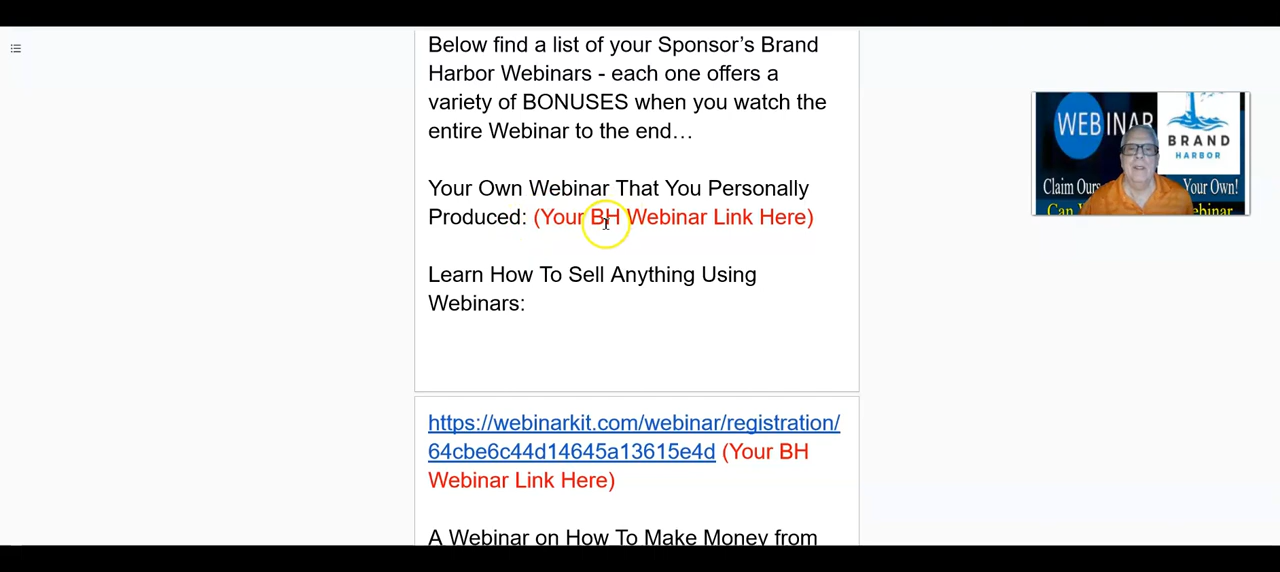 Below find a list of your Sponsor’s Brand
Harbor Webinars - each one offers a
variety of BONUSES when you watch the
entire Webinar to the end…
Your Own Webinar That You Personally
Produced: (Your BH Webinar Link Here)
Learn How To Sell Anything Using
Webinars:
https://webinarkit.com/webinar/registration/
64cbe6c44d14645a13615e4d (Your BH
Webinar Link Here)
A Webinar on How To Make Money from
WEBINAR
BRAND
HARBOR
Claim Ours
Your Own!